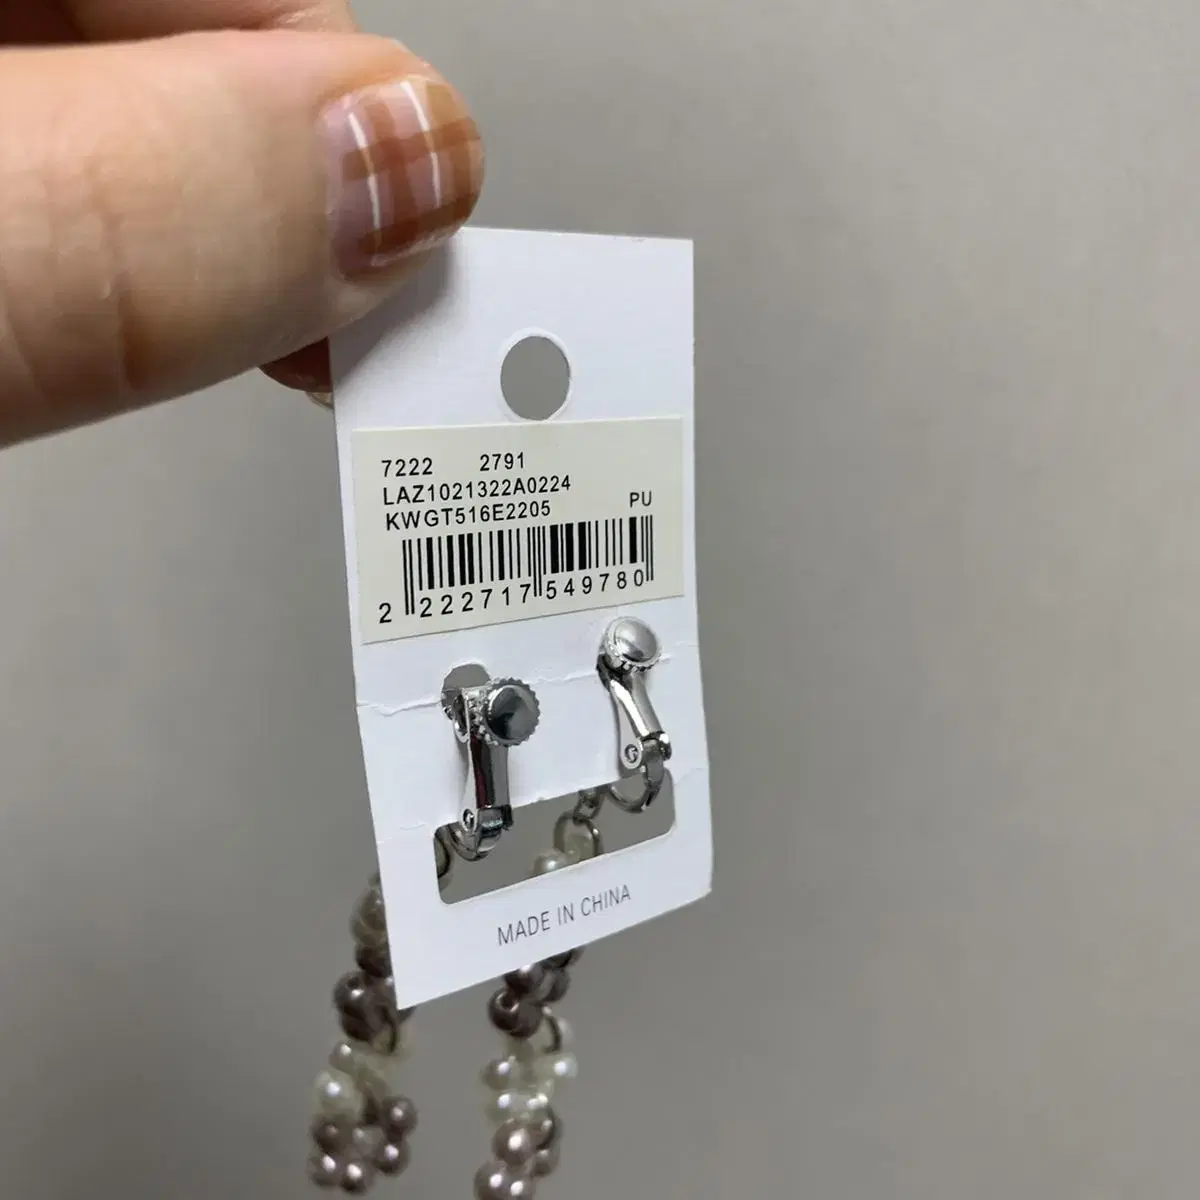 7222 2791
LAZ1021322A0224
KWGT516E2205 PU
2 222717 549780
MADE IN CHINA